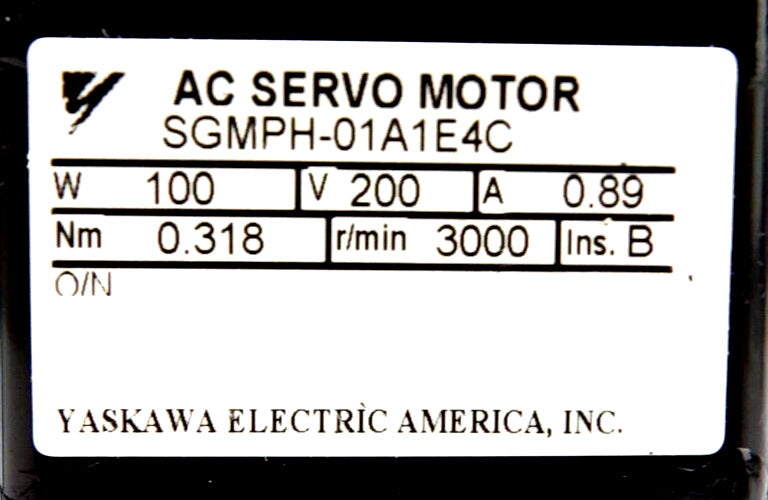 AC SERVO MOTOR
SGMPH-01A1E4C
W 100 V 200 A 0.89
Nm 0.318 r/min 3000 Ins. B
O/N
YASKAWA ELECTRIC AMERICA, INC.